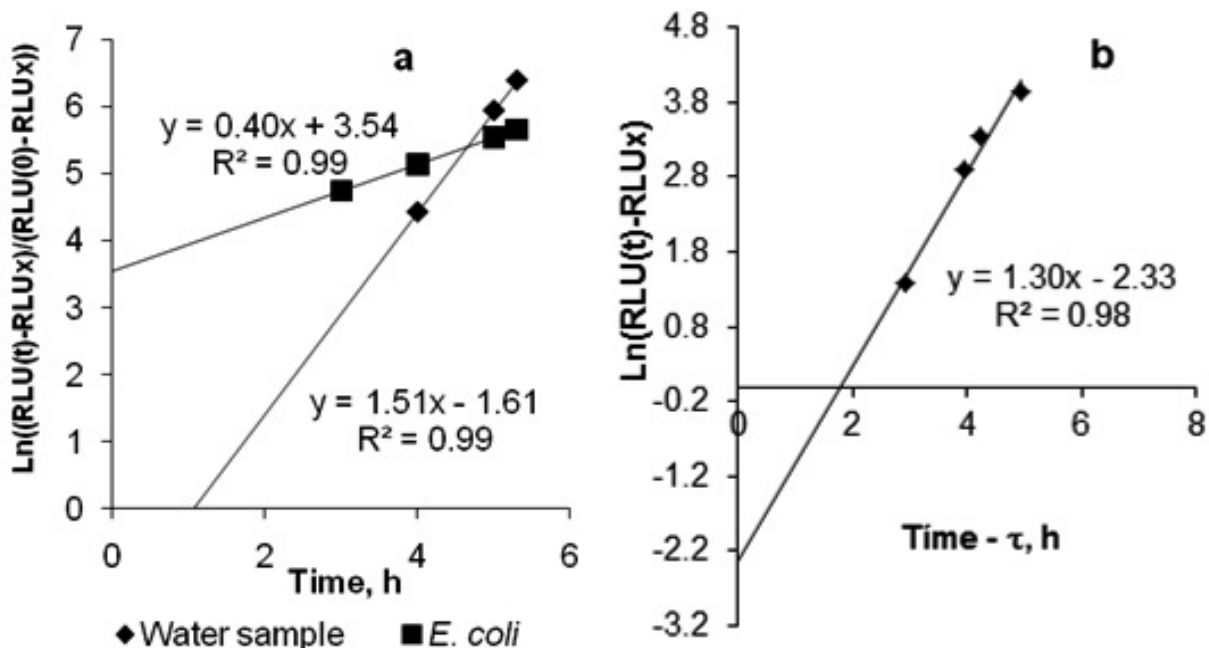 Ln((RLU(t)-RLUx)/(RLU(0)-RLUx))
7
6
5
4
3
2
1
0
a
y = 0.40x + 3.54
R² = 0.99
y = 1.51x - 1.61
R² = 0.99
0 2 4 6
Time, h
Water sample E. coli
Ln(RLU(t)-RLUx)
4.8
3.8
2.8
1.8
0.8
-0.2
-1.2
-2.2
-3.2
b
y = 1.30x - 2.33
R² = 0.98
0 2 4 6 8
Time - τ, h